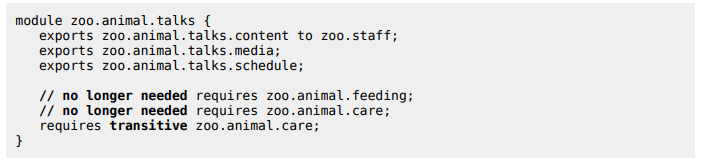 module zoo.animal.talks {
exports zoo.animal.talks.content to zoo.staff;
exports zoo.animal.talks.media;
exports zoo.animal.talks.schedule;
// no longer needed requires zoo.animal.feeding;
// no longer needed requires zoo.animal.care;
requires transitive zoo.animal.care;
}